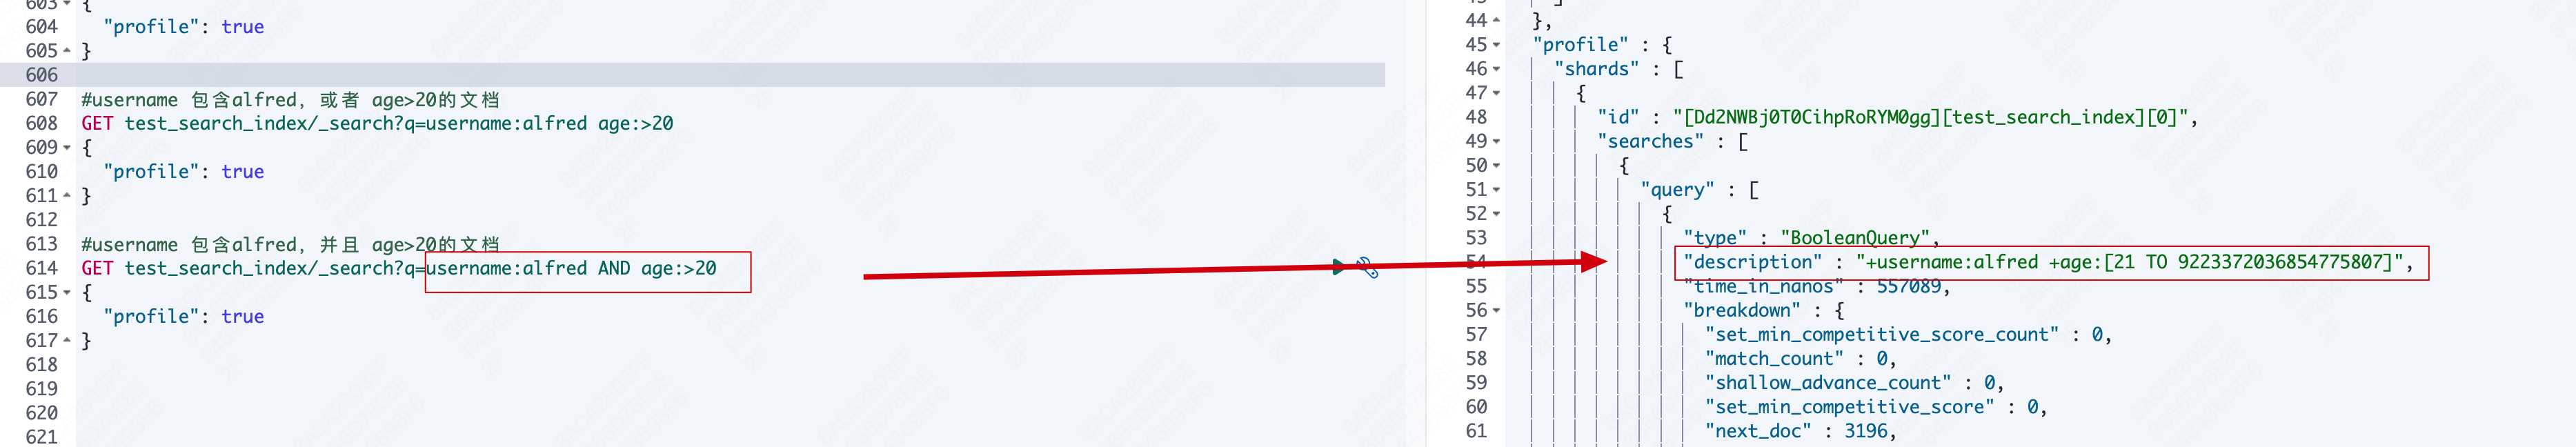 603 {
604 "profile": true
605 }
606
607 #username 包含alfred, 或者 age>20的文档
608 GET test_search_index/_search?q=username:alfred age:>20
609 {
610 "profile": true
611 }
612
613 #username 包含alfred, 并且 age>20的文档
614 GET test_search_index/_search?q=username:alfred AND age:>20
615 {
616 "profile": true
617 }
618
619
620
621
]
44 },
45 "profile" : {
46 "shards" : [
47 {
48 "id" : "[Dd2NWBj0T0CihpRoRYM0gg][test_search_index][0]",
49 "searches" : [
50 {
51 "query" : [
52 {
53 "type" : "BooleanQuery",
54 "description" : "+username:alfred +age:[21 TO 9223372036854775807]",
55 "time_in_nanos" : 557089,
56 "breakdown" : {
57 "set_min_competitive_score_count" : 0,
58 "match_count" : 0,
59 "shallow_advance_count" : 0,
60 "set_min_competitive_score" : 0,
61 "next_doc" : 3196,